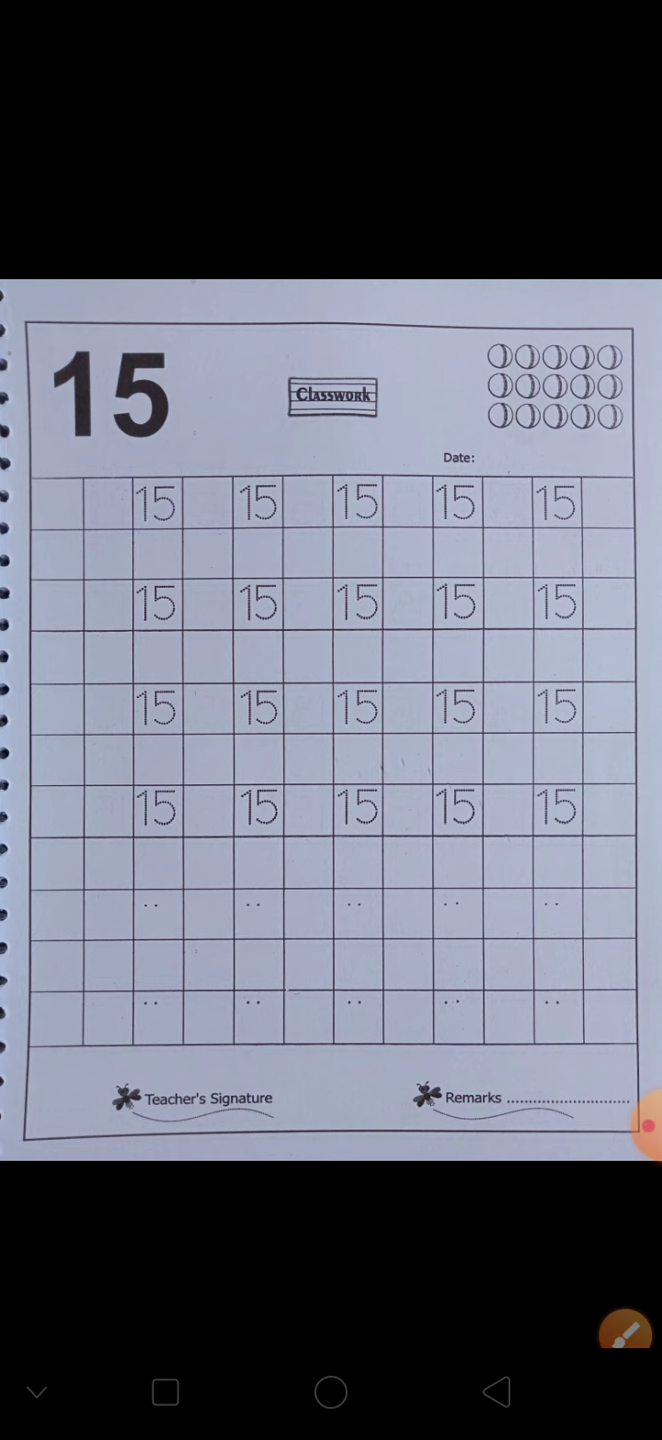 15
Classwork
Date:
15 15 15 15 15
15 15 15 15 15
15 15 15 15 15
15 15 15 15 15
Teacher's Signature
Remarks ............................